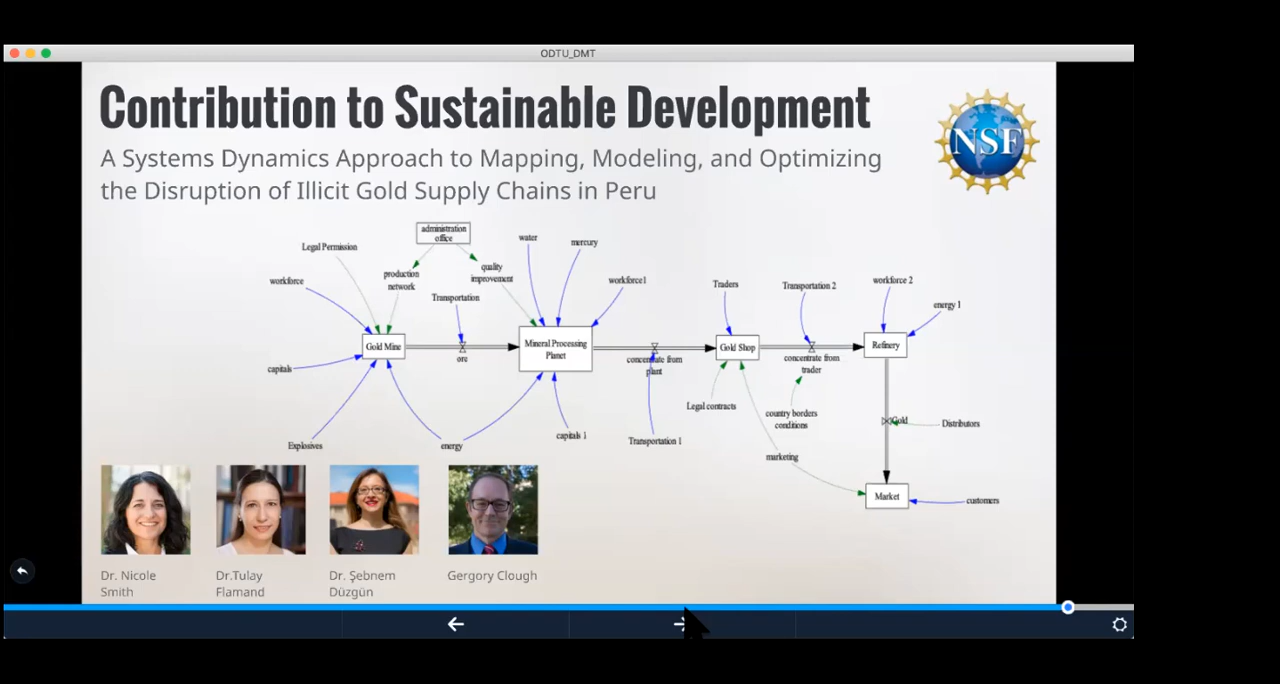 ODTU_DMT
Contribution to Sustainable Development
A Systems Dynamics Approach to Mapping, Modeling, and Optimizing
the Disruption of Illicit Gold Supply Chains in Peru
NSF
administration
office
Legal Permission
water
mercury
production
network
quality
improvement
workforce
Transportation
workforce1
Traders
Transportation 2
workforce 2
energy 1
Gold Mine
ore
Mineral Processing
Planet
concentrate from
plant
Gold Shop
concentrate from
trader
Refinery
capitals
Legal contracts
country borders
conditions
Gold
Distributors
Explosives
energy
capitals 1
Transportation 1
marketing
Market
customers
Dr. Nicole
Smith
Dr.Tulay
Flamand
Dr. Şebnem
Düzgün
Gergory Clough